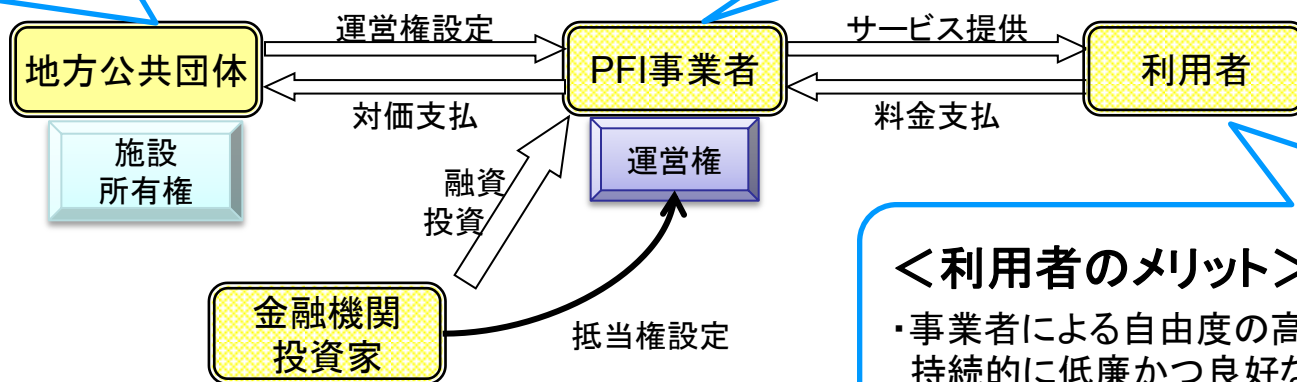 運営権設定
サービス提供
地方公共団体
PFI事業者
利用者
対価支払
料金支払
施設
所有権
運営権
融資
投資
金融機関
投資家
抵当権設定
＜利用者のメリット＞
・事業者による自由度の高
持続的に低廉かつ良好な